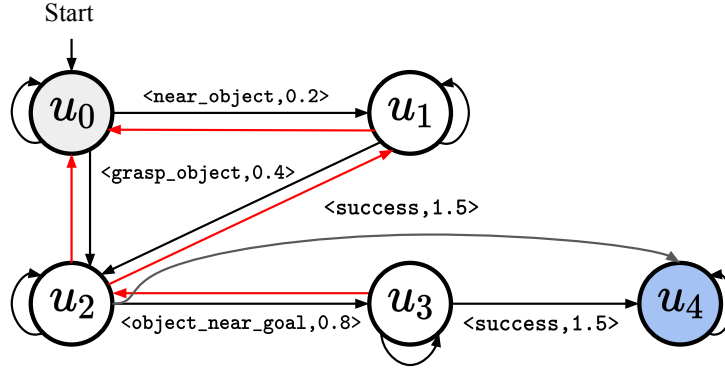 Start
u0
<near_object,0.2>
u1
<grasp_object,0.4>
<success,1.5>
u2
<object_near_goal,0.8>
u3
<success,1.5>
u4